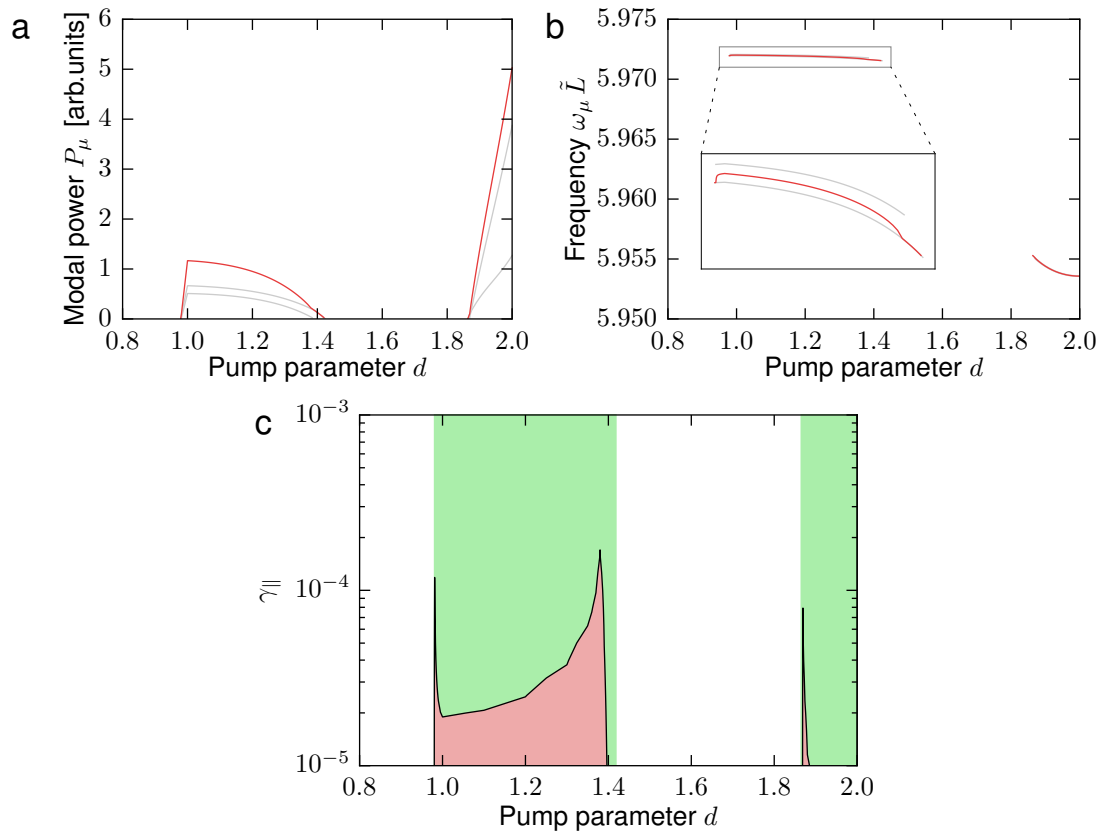 a
Modal power P_μ [arb.units]
6
5
4
3
2
1
0
0.8 1.0 1.2 1.4 1.6 1.8 2.0
Pump parameter d
b
Frequency ω_μ L̃
5.975
5.970
5.965
5.960
5.955
5.950
0.8 1.0 1.2 1.4 1.6 1.8 2.0
Pump parameter d
c
γ_∥
10^−3
10^−4
10^−5
0.8 1.0 1.2 1.4 1.6 1.8 2.0
Pump parameter d